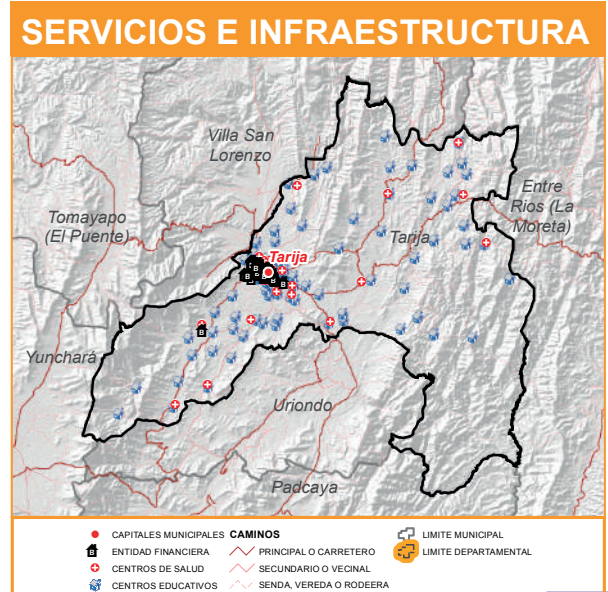 SERVICIOS E INFRAESTRUCTURA
Villa San
Lorenzo
Tomayapo
(El Puente)
Entre
Rios (La
Moreta)
Tarija
Tarija
Yunchará
Uriondo
Padcaya
CAPITALES MUNICIPALES
ENTIDAD FINANCIERA
CENTROS DE SALUD
CENTROS EDUCATIVOS
CAMINOS
PRINCIPAL O CARRETERO
SECUNDARIO O VECINAL
SENDA, VEREDA O RODEERA
LIMITE MUNICIPAL
LIMITE DEPARTAMENTAL